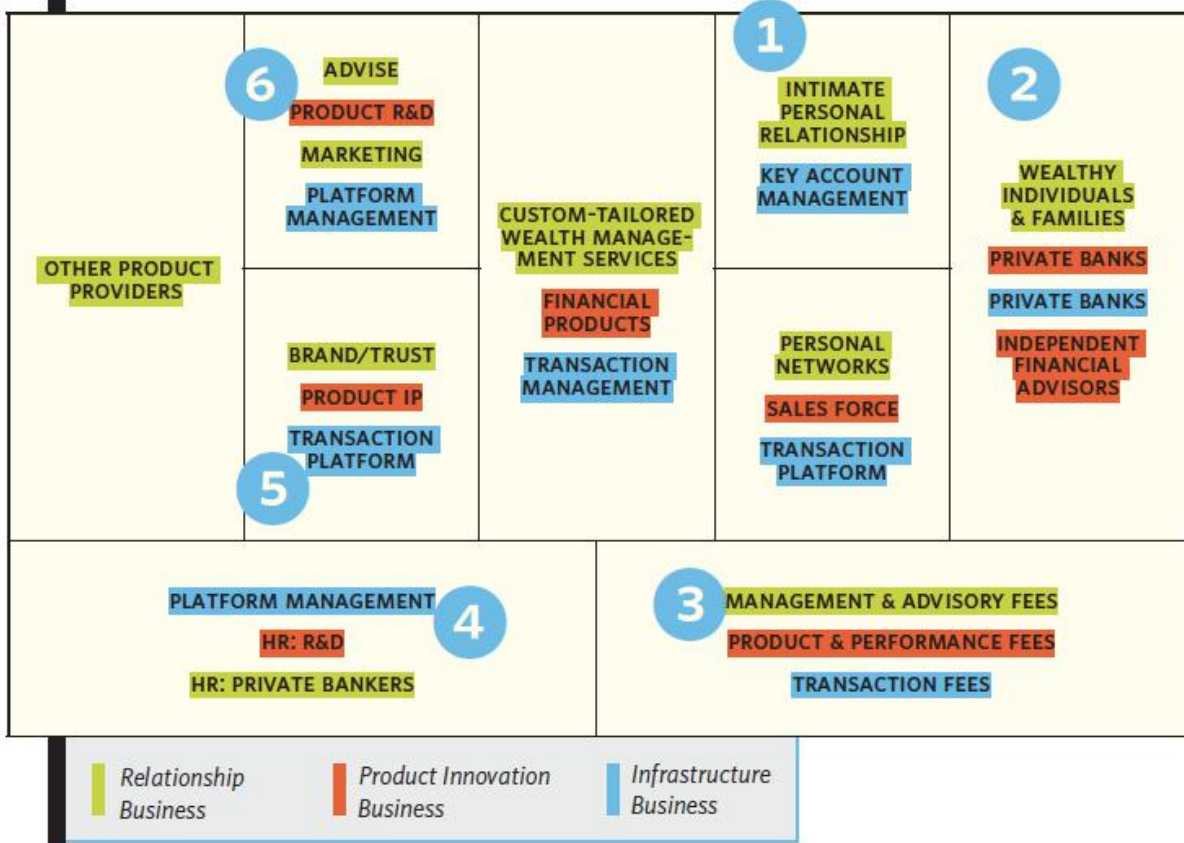 OTHER PRODUCT
PROVIDERS
6
ADVISE
PRODUCT R&D
MARKETING
PLATFORM
MANAGEMENT
BRAND/TRUST
PRODUCT IP
TRANSACTION
PLATFORM
5
CUSTOM-TAILORED
WEALTH MANAGE-
MENT SERVICES
FINANCIAL
PRODUCTS
TRANSACTION
MANAGEMENT
1
INTIMATE
PERSONAL
RELATIONSHIP
KEY ACCOUNT
MANAGEMENT
PERSONAL
NETWORKS
SALES FORCE
TRANSACTION
PLATFORM
2
WEALTHY
INDIVIDUALS
& FAMILIES
PRIVATE BANKS
PRIVATE BANKS
INDEPENDENT
FINANCIAL
ADVISORS
PLATFORM MANAGEMENT
4
HR: R&D
HR: PRIVATE BANKERS
3
MANAGEMENT & ADVISORY FEES
PRODUCT & PERFORMANCE FEES
TRANSACTION FEES
Relationship
Business
Product Innovation
Business
Infrastructure
Business